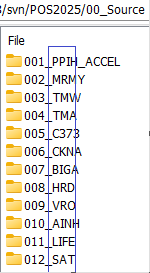 /svn/POS2025/00_Source
File
001_PPIH_ACCEL
002_MRMY
003_TMW
004_TMA
005_C373
006_CKNA
007_BIGA
008_HRD
009_VRO
010_AINH
011_LIFE
012_SAT